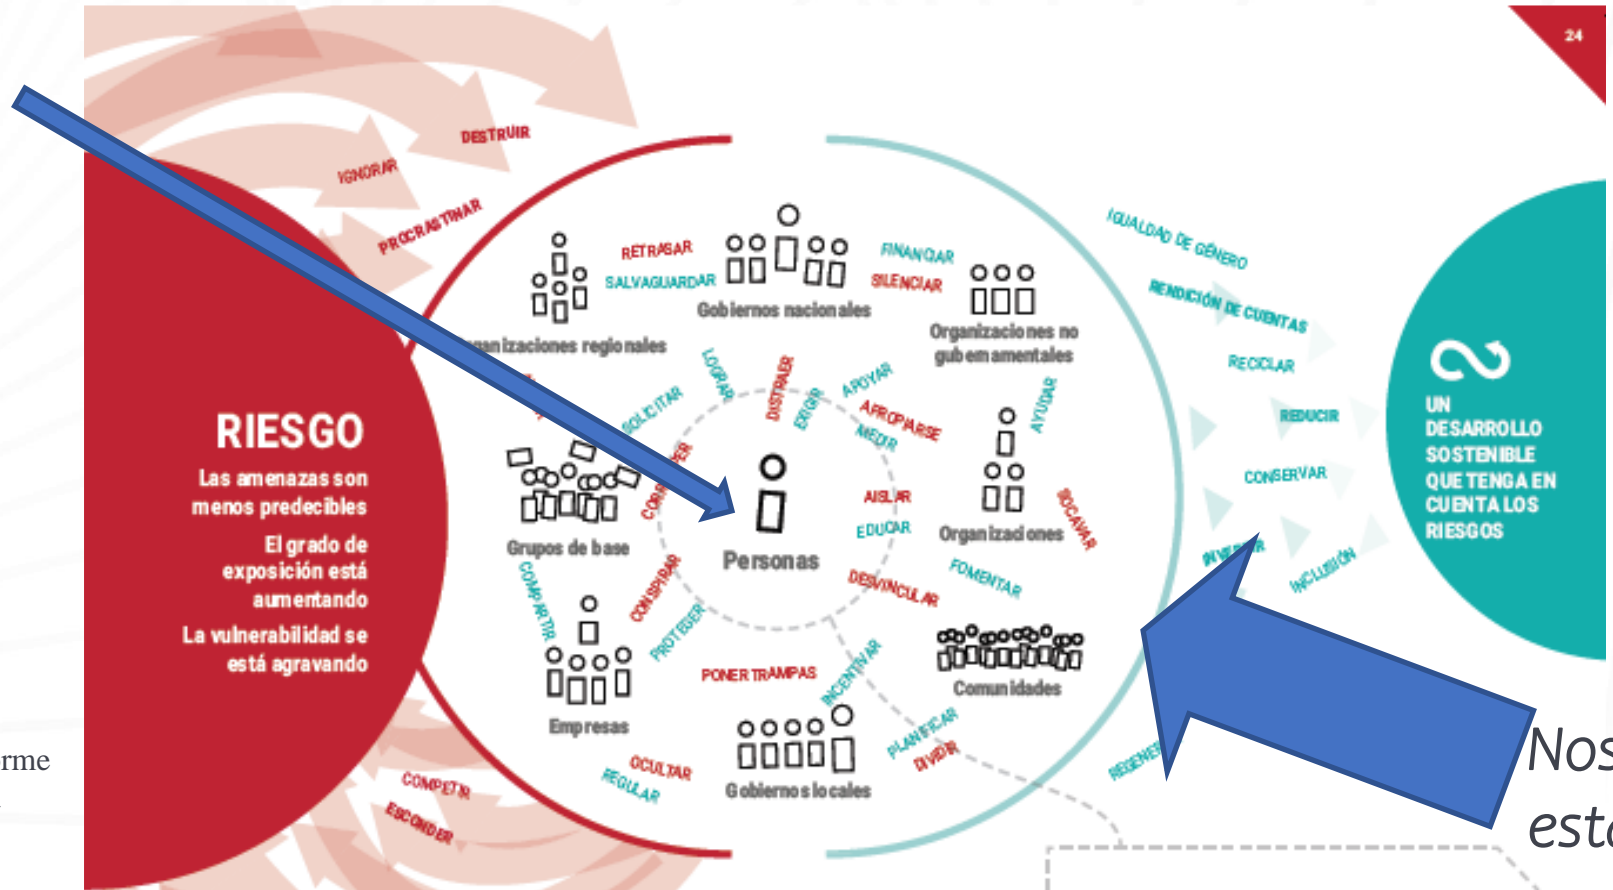 24
DESTRUIR
IGNORAR
PROCRASTINAR
RIESGO
Las amenazas son
menos predecibles
El grado de
exposición está
aumentando
La vulnerabilidad se
está agravando
COMPETIR
ESCONDER
RETRASAR
SALVAGUARDAR
Gobiernos nacionales
FINANCIAR
SILENCIAR
Organizaciones no
gubernamentales
regionales
LOGRAR
SOLICITAR
DISTRAER
EXIGIR
APOYAR
APROPIARSE
MEDIR
AYUDAR
Grupos de base
Personas
AISLAR
EDUCAR
Organizaciones
SOCAVAR
COMPARTIR
CONSPIRAR
PROTEGER
DESVINCULAR
FOMENTAR
Empresas
PONER TRAMPAS
INCENTIVAR
Comunidades
OCULTAR
REGULAR
Gobiernos locales
PLANIFICAR
DIVIDIR
IGUALDAD DE GÉNERO
RENDICIÓN DE CUENTAS
RECICLAR
REDUCIR
CONSERVAR
INCLUSIÓN
UN
DESARROLLO
SOSTENIBLE
QUE TENGA EN
CUENTA LOS
RIESGOS